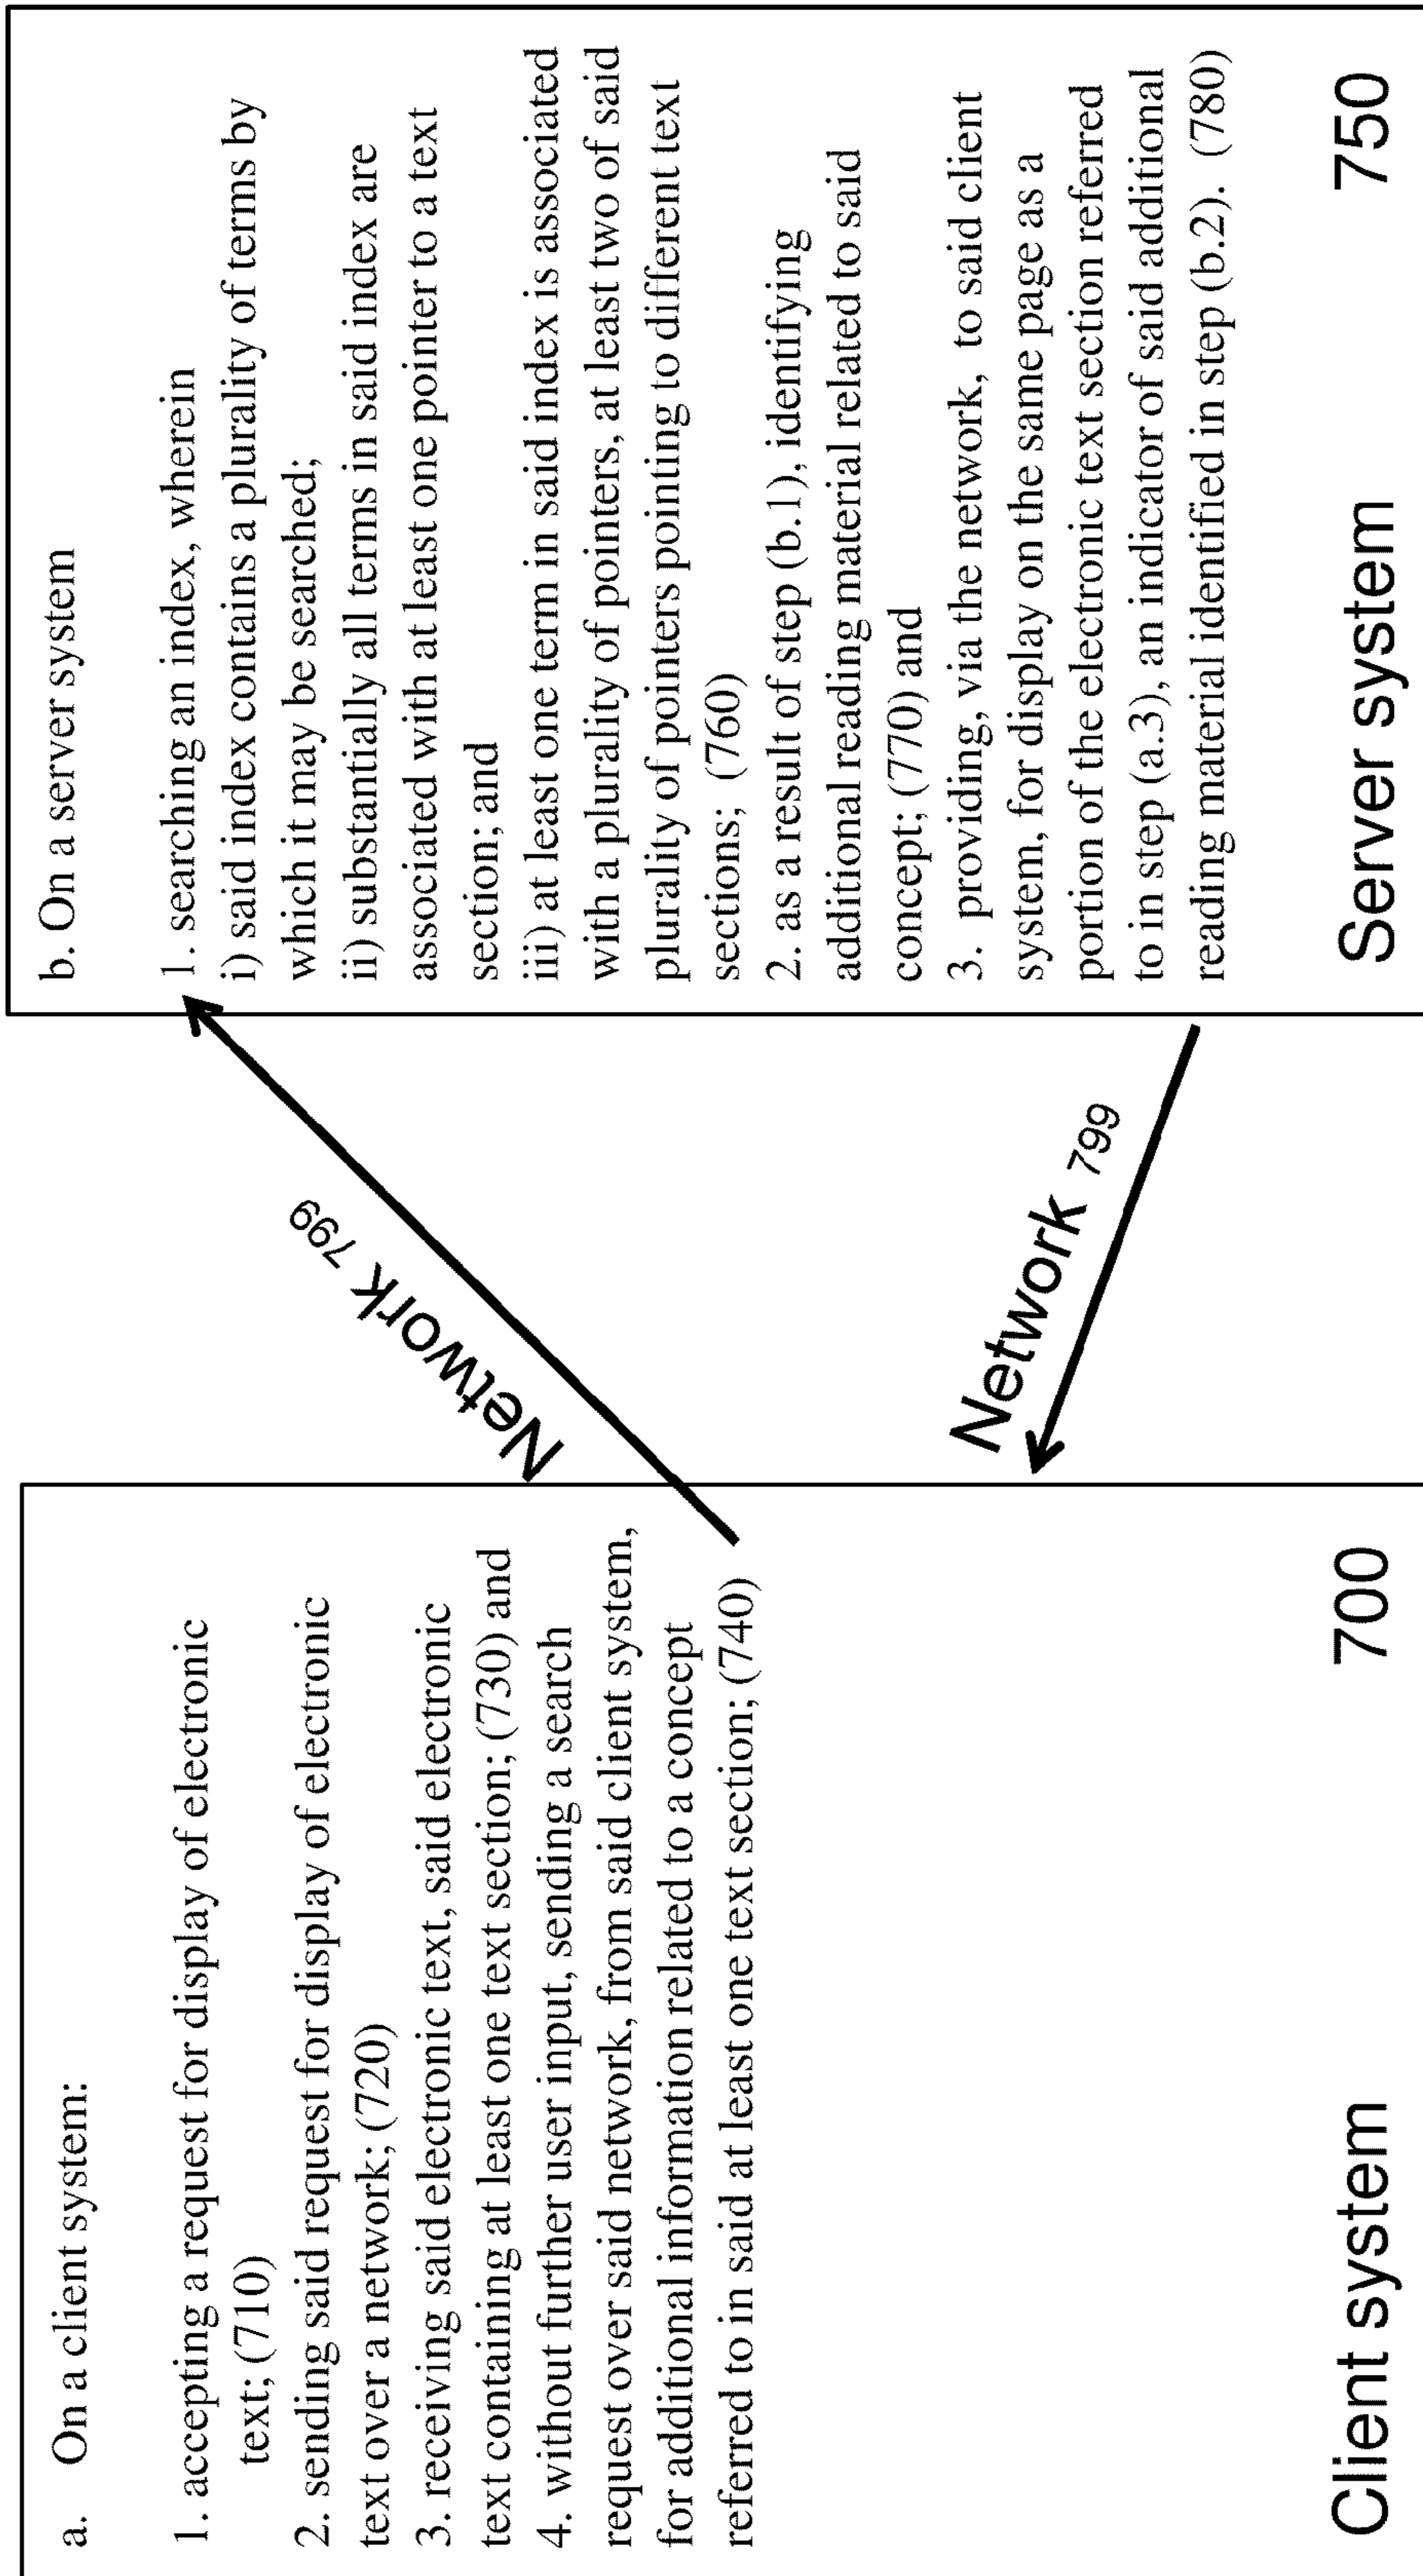 a. On a client system:
1. accepting a request for display of electronic
text; (710)
2. sending said request for display of electronic
text over a network; (720)
3. receiving said electronic text, said electronic
text containing at least one text section; (730) and
4. without further user input, sending a search
request over said network, from said client system,
for additional information related to a concept
referred to in said at least one text section; (740)
Client system 700
Network 799
Network 799
b. On a server system
1. searching an index, wherein
i) said index contains a plurality of terms by
which it may be searched;
ii) substantially all terms in said index are
associated with at least one pointer to a text
section; and
iii) at least one term in said index is associated
with a plurality of pointers, at least two of said
plurality of pointers pointing to different text
sections; (760)
2. as a result of step (b.1), identifying
additional reading material related to said
concept; (770) and
3. providing, via the network, to said client
system, for display on the same page as a
portion of the electronic text section referred
to in step (a.3), an indicator of said additional
reading material identified in step (b.2). (780)
Server system 750